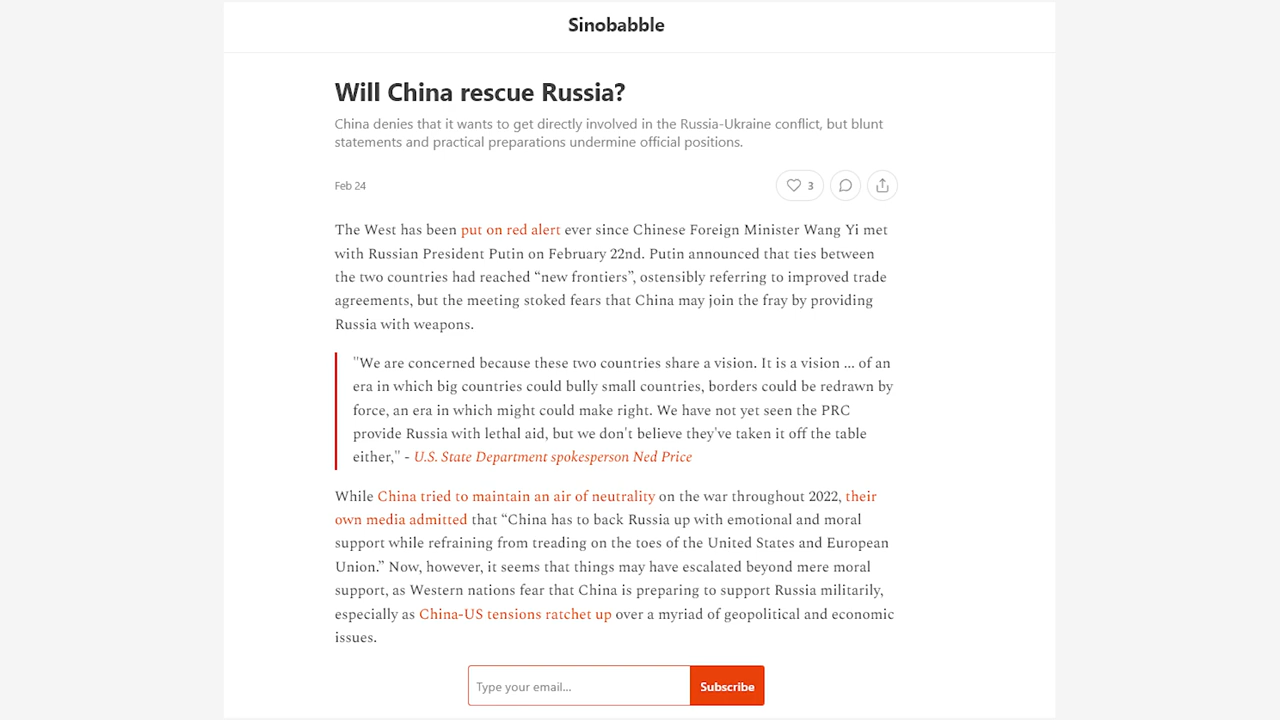 Sinobabble
Will China rescue Russia?
China denies that it wants to get directly involved in the Russia-Ukraine conflict, but blunt
statements and practical preparations undermine official positions.
Feb 24
3
The West has been put on red alert ever since Chinese Foreign Minister Wang Yi met
with Russian President Putin on February 22nd. Putin announced that ties between
the two countries had reached “new frontiers”, ostensibly referring to improved trade
agreements, but the meeting stoked fears that China may join the fray by providing
Russia with weapons.
"We are concerned because these two countries share a vision. It is a vision ... of an
era in which big countries could bully small countries, borders could be redrawn by
force, an era in which might could make right. We have not yet seen the PRC
provide Russia with lethal aid, but we don't believe they've taken it off the table
either," - U.S. State Department spokesperson Ned Price
While China tried to maintain an air of neutrality on the war throughout 2022, their
own media admitted that “China has to back Russia up with emotional and moral
support while refraining from treading on the toes of the United States and European
Union.” Now, however, it seems that things may have escalated beyond mere moral
support, as Western nations fear that China is preparing to support Russia militarily,
especially as China-US tensions ratchet up over a myriad of geopolitical and economic
issues.
Type your email...
Subscribe